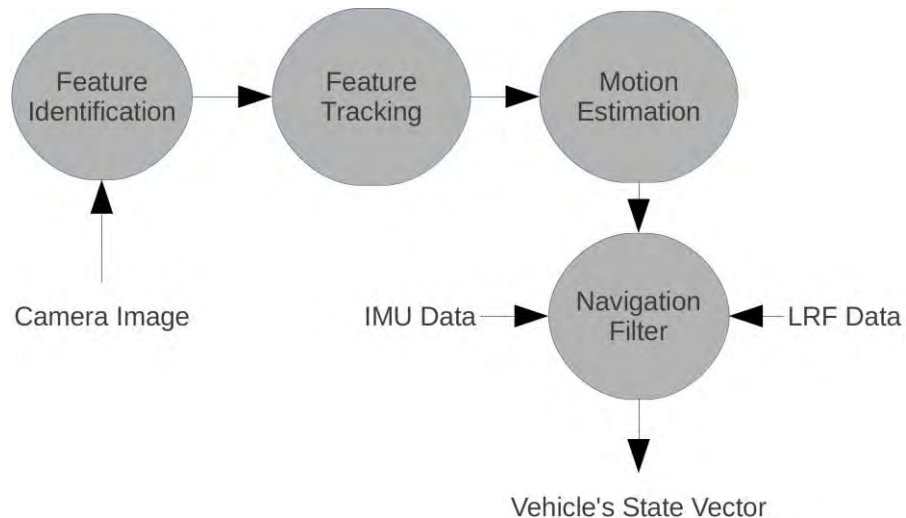 Feature
Identification
Feature
Tracking
Motion
Estimation
Camera Image
IMU Data
Navigation
Filter
LRF Data
Vehicle's State Vector